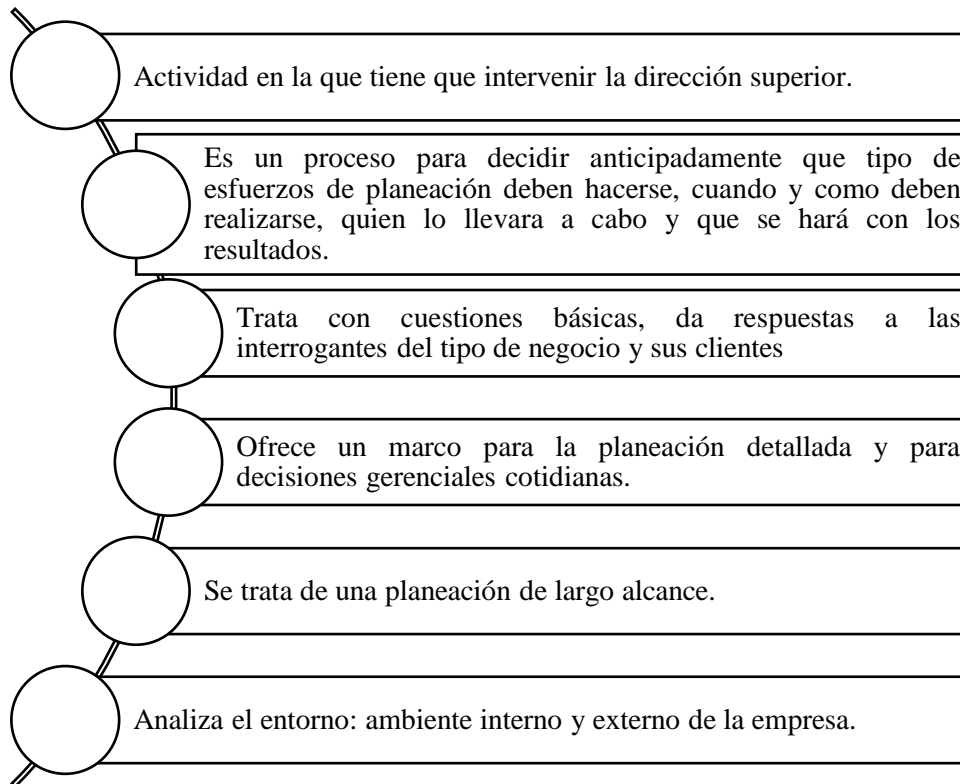 Actividad en la que tiene que intervenir la dirección superior.
Es un proceso para decidir anticipadamente que tipo de
esfuerzos de planeación deben hacerse, cuando y como deben
realizarse, quien lo llevara a cabo y que se hará con los
resultados.
Trata con cuestiones básicas, da respuestas a las
interrogantes del tipo de negocio y sus clientes
Ofrece un marco para la planeación detallada y para
decisiones gerenciales cotidianas.
Se trata de una planeación de largo alcance.
Analiza el entorno: ambiente interno y externo de la empresa.